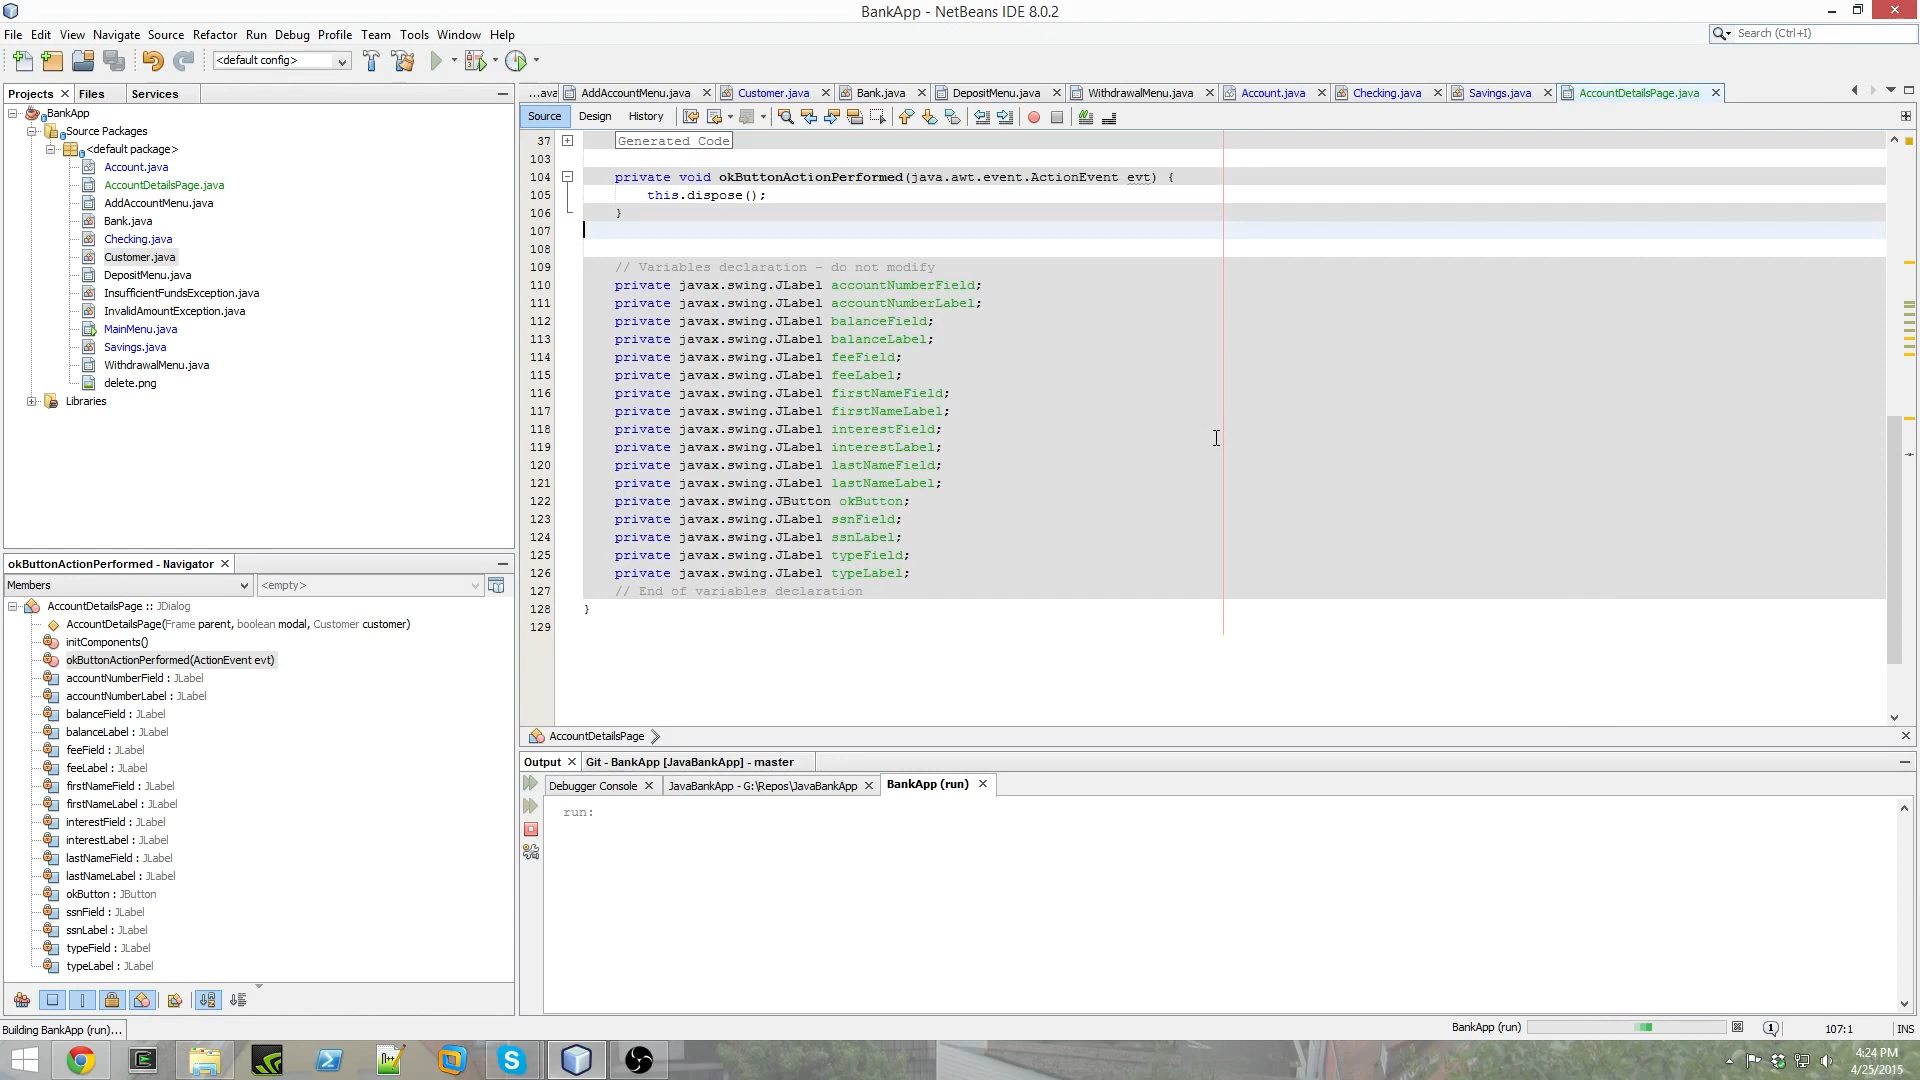 BankApp - NetBeans IDE 8.0.2
File Edit View Navigate Source Refactor Run Debug Profile Team Tools Window Help
Search (Ctrl+I)
<default config>
Projects Files Services
...ava AddAccountMenu.java Customer.java Bank.java DepositMenu.java WithdrawalMenu.java Account.java Checking.java Savings.java AccountDetailsPage.java
Source Design History
BankApp
Source Packages
<default package>
Account.java
AccountDetailsPage.java
AddAccountMenu.java
Bank.java
Checking.java
Customer.java
DepositMenu.java
InsufficientFundsException.java
InvalidAmountException.java
MainMenu.java
Savings.java
WithdrawalMenu.java
delete.png
Libraries
37 Generated Code
103
104 private void okButtonActionPerformed(java.awt.event.ActionEvent evt) {
105 this.dispose();
106 }
107
108
109 // Variables declaration - do not modify
110 private javax.swing.JLabel accountNumberField;
111 private javax.swing.JLabel accountNumberLabel;
112 private javax.swing.JLabel balanceField;
113 private javax.swing.JLabel balanceLabel;
114 private javax.swing.JLabel feeField;
115 private javax.swing.JLabel feeLabel;
116 private javax.swing.JLabel firstNameField;
117 private javax.swing.JLabel firstNameLabel;
118 private javax.swing.JLabel interestField;
119 private javax.swing.JLabel interestLabel;
120 private javax.swing.JLabel lastNameField;
121 private javax.swing.JLabel lastNameLabel;
122 private javax.swing.JButton okButton;
123 private javax.swing.JLabel ssnField;
124 private javax.swing.JLabel ssnLabel;
125 private javax.swing.JLabel typeField;
126 private javax.swing.JLabel typeLabel;
127 // End of variables declaration
128 }
129
AccountDetailsPage
okButtonActionPerformed - Navigator
Members <empty>
AccountDetailsPage :: JDialog
AccountDetailsPage(Frame parent, boolean modal, Customer customer)
initComponents()
okButtonActionPerformed(ActionEvent evt)
accountNumberField : JLabel
accountNumberLabel : JLabel
balanceField : JLabel
balanceLabel : JLabel
feeField : JLabel
feeLabel : JLabel
firstNameField : JLabel
firstNameLabel : JLabel
interestField : JLabel
interestLabel : JLabel
lastNameField : JLabel
lastNameLabel : JLabel
okButton : JButton
ssnField : JLabel
ssnLabel : JLabel
typeField : JLabel
typeLabel : JLabel
Output Git - BankApp [JavaBankApp] - master
Debugger Console JavaBankApp - G:\Repos\JavaBankApp BankApp (run)
run:
Building BankApp (run)... BankApp (run) 1 107:1 INS
4:24 PM
4/25/2015